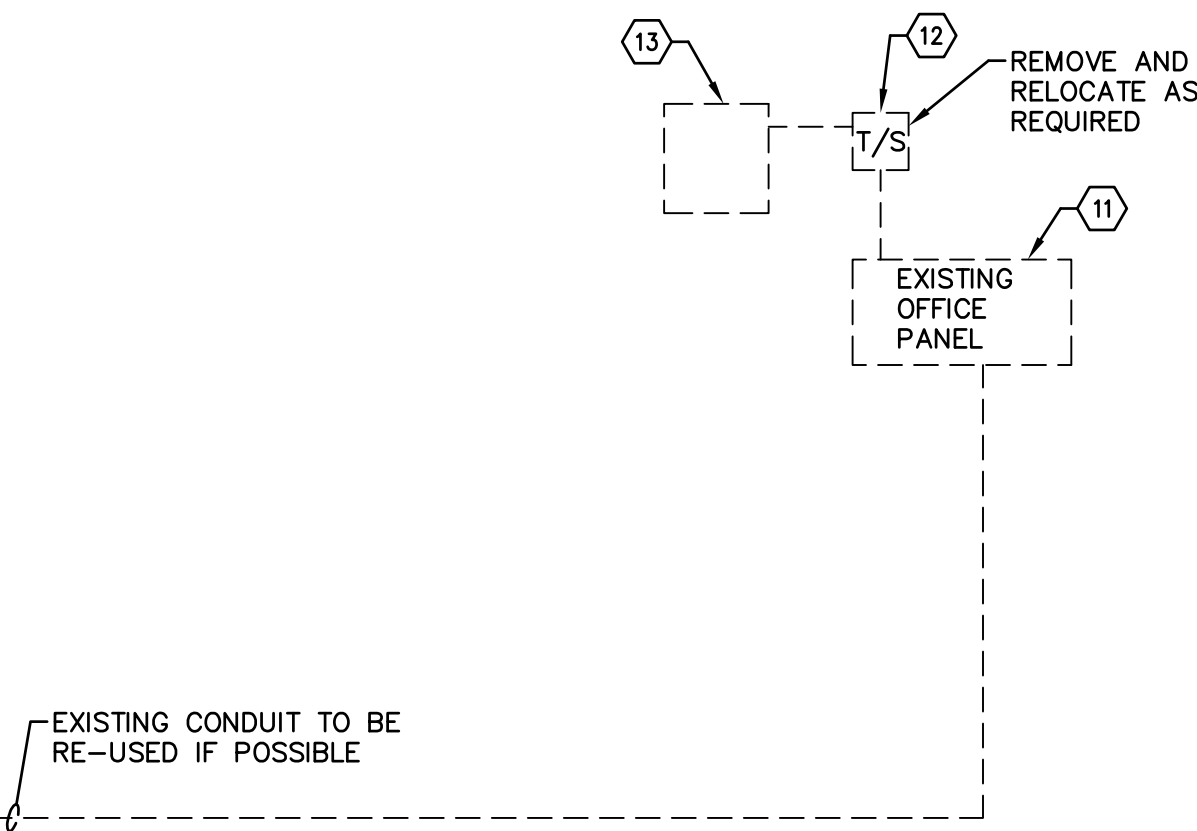 13
12
REMOVE AND
RELOCATE AS
REQUIRED
T/S
11
EXISTING
OFFICE
PANEL
EXISTING CONDUIT TO BE
RE-USED IF POSSIBLE